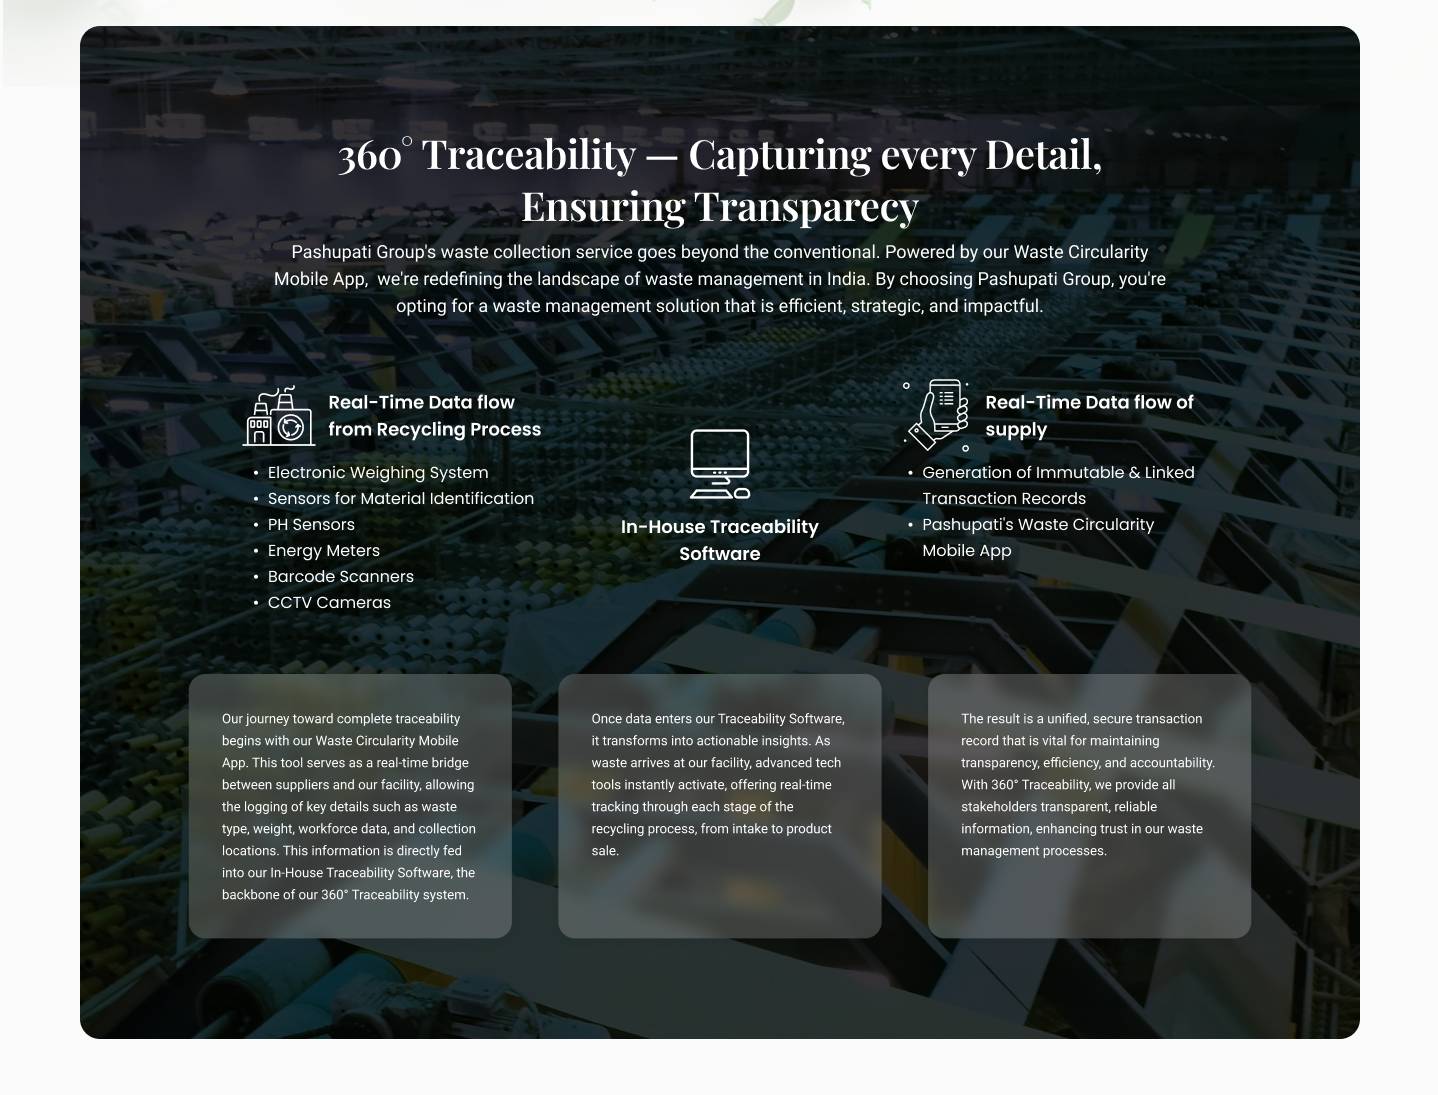 360° Traceability — Capturing every Detail,
Ensuring Transparecy
Pashupati Group's waste collection service goes beyond the conventional. Powered by our Waste Circularity
Mobile App,  we're redefining the landscape of waste management in India. By choosing Pashupati Group, you're
opting for a waste management solution that is efficient, strategic, and impactful.
Real-Time Data flow
from Recycling Process
• Electronic Weighing System
• Sensors for Material Identification
• PH Sensors
• Energy Meters
• Barcode Scanners
• CCTV Cameras
In-House Traceability
Software
Real-Time Data flow of
supply
• Generation of Immutable & Linked
Transaction Records
• Pashupati's Waste Circularity
Mobile App
Our journey toward complete traceability
begins with our Waste Circularity Mobile
App. This tool serves as a real-time bridge
between suppliers and our facility, allowing
the logging of key details such as waste
type, weight, workforce data, and collection
locations. This information is directly fed
into our In-House Traceability Software, the
backbone of our 360° Traceability system.
Once data enters our Traceability Software,
it transforms into actionable insights. As
waste arrives at our facility, advanced tech
tools instantly activate, offering real-time
tracking through each stage of the
recycling process, from intake to product
sale.
The result is a unified, secure transaction
record that is vital for maintaining
transparency, efficiency, and accountability.
With 360° Traceability, we provide all
stakeholders transparent, reliable
information, enhancing trust in our waste
management processes.